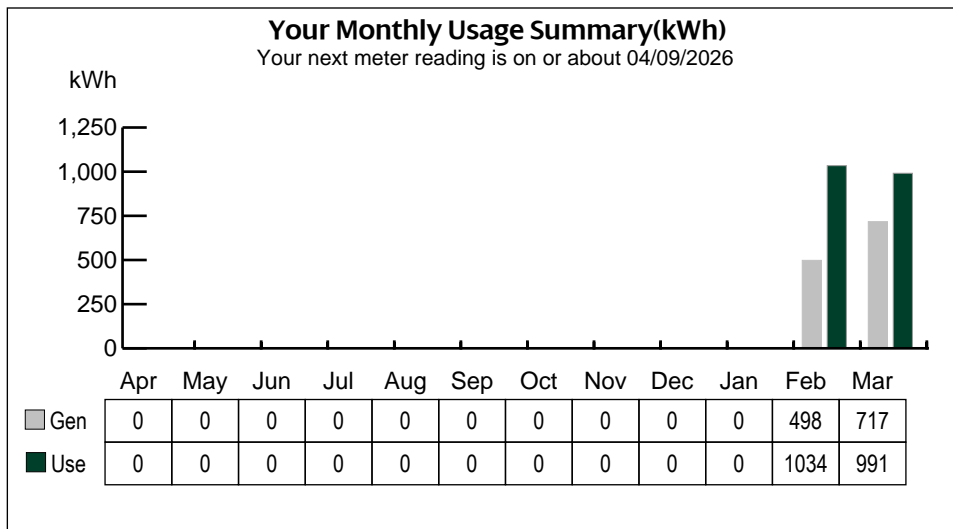 Your Monthly Usage Summary(kWh)
Your next meter reading is on or about 04/09/2026
kWh
1,250
1,000
750
500
250
0
Apr May Jun Jul Aug Sep Oct Nov Dec Jan Feb Mar
Gen 0 0 0 0 0 0 0 0 0 0 498 717
Use 0 0 0 0 0 0 0 0 0 0 1034 991